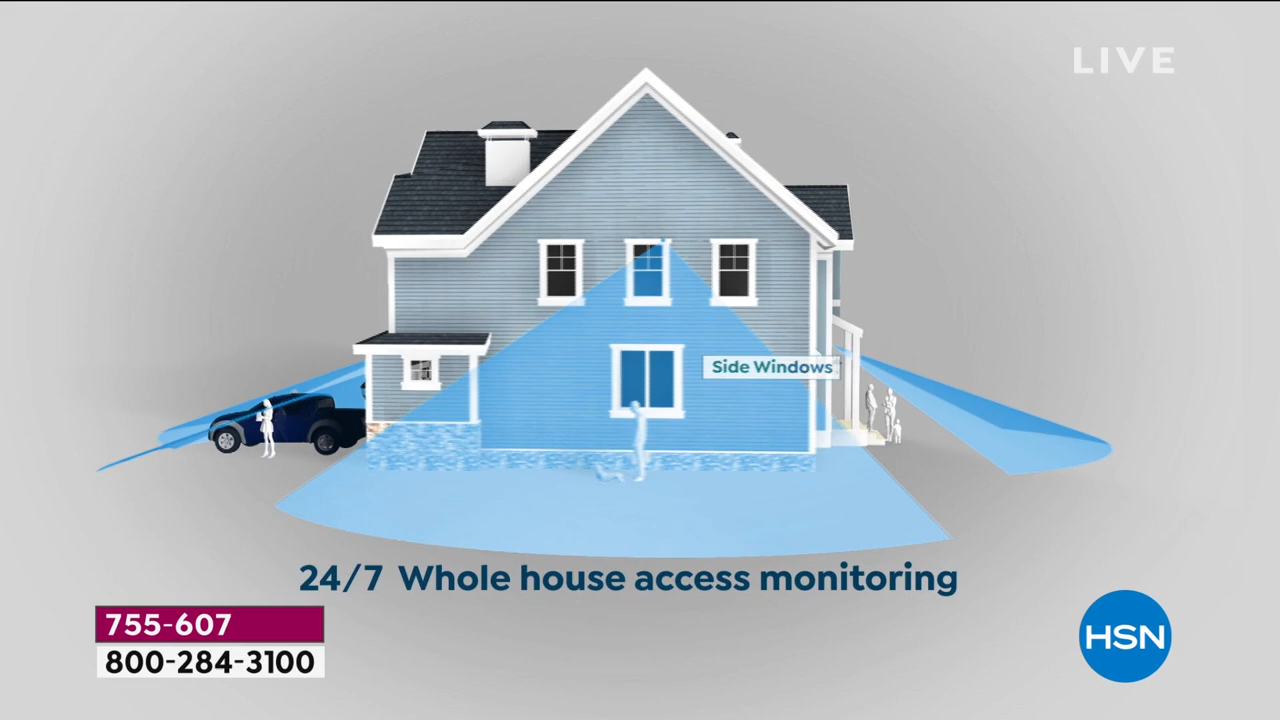 LIVE
Side Windows
24/7 Whole house access monitoring
755-607
800-284-3100
HSN